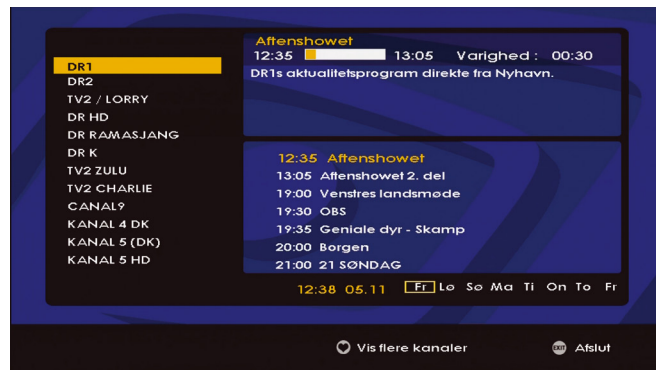 DR1
DR2
TV2 / LORRY
DR HD
DR RAMASJANG
DR K
TV2 ZULU
TV2 CHARLIE
CANAL9
KANAL 4 DK
KANAL 5 (DK)
KANAL 5 HD
Aftenshowet
12:35 13:05 Varighed : 00:30
DR1s aktualitetsprogram direkte fra Nyhavn.
12:35 Aftenshowet
13:05 Aftenshowet 2. del
19:00 Venstres landsmøde
19:30 OBS
19:35 Geniale dyr - Skamp
20:00 Borgen
21:00 21 SØNDAG
12:38 05.11 Fr Lø Sø Ma Ti On To Fr
Vis flere kanaler
EXIT Afslut